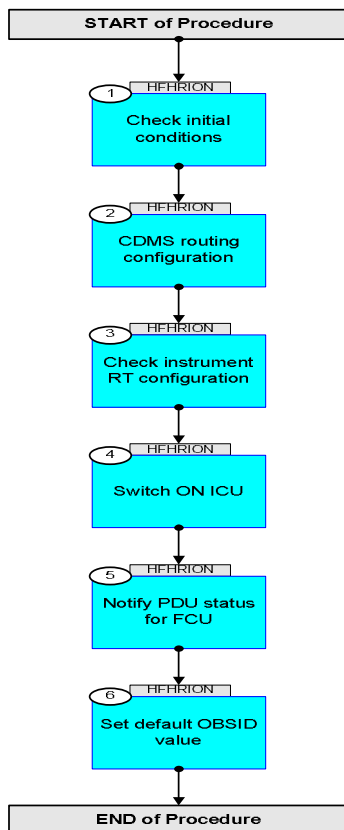 START of Procedure
HFHRION
1
Check initial
conditions
HFHRION
2
CDMS routing
configuration
HFHRION
3
Check instrument
RT configuration
HFHRION
4
Switch ON ICU
HFHRION
5
Notify PDU status
for FCU
HFHRION
6
Set default OBSID
value
END of Procedure